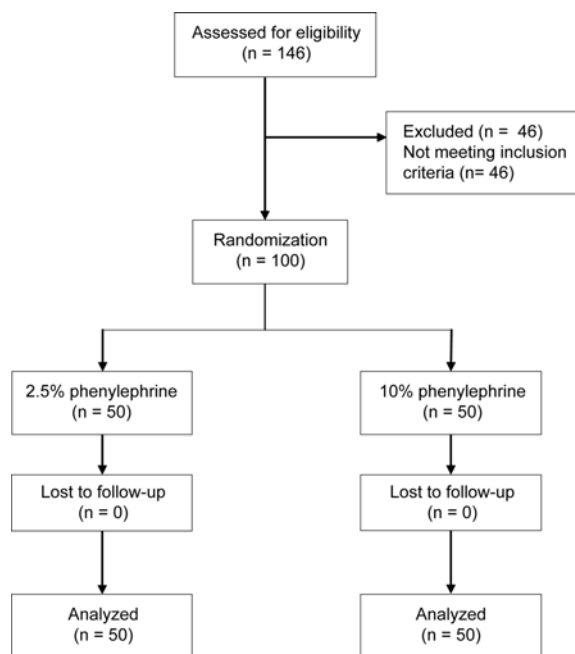 Assessed for eligibility
(n = 146)
Excluded (n =  46)
Not meeting inclusion
criteria (n= 46)
Randomization
(n = 100)
2.5% phenylephrine
(n = 50)
10% phenylephrine
(n = 50)
Lost to follow-up
(n = 0)
Lost to follow-up
(n = 0)
Analyzed
(n = 50)
Analyzed
(n = 50)